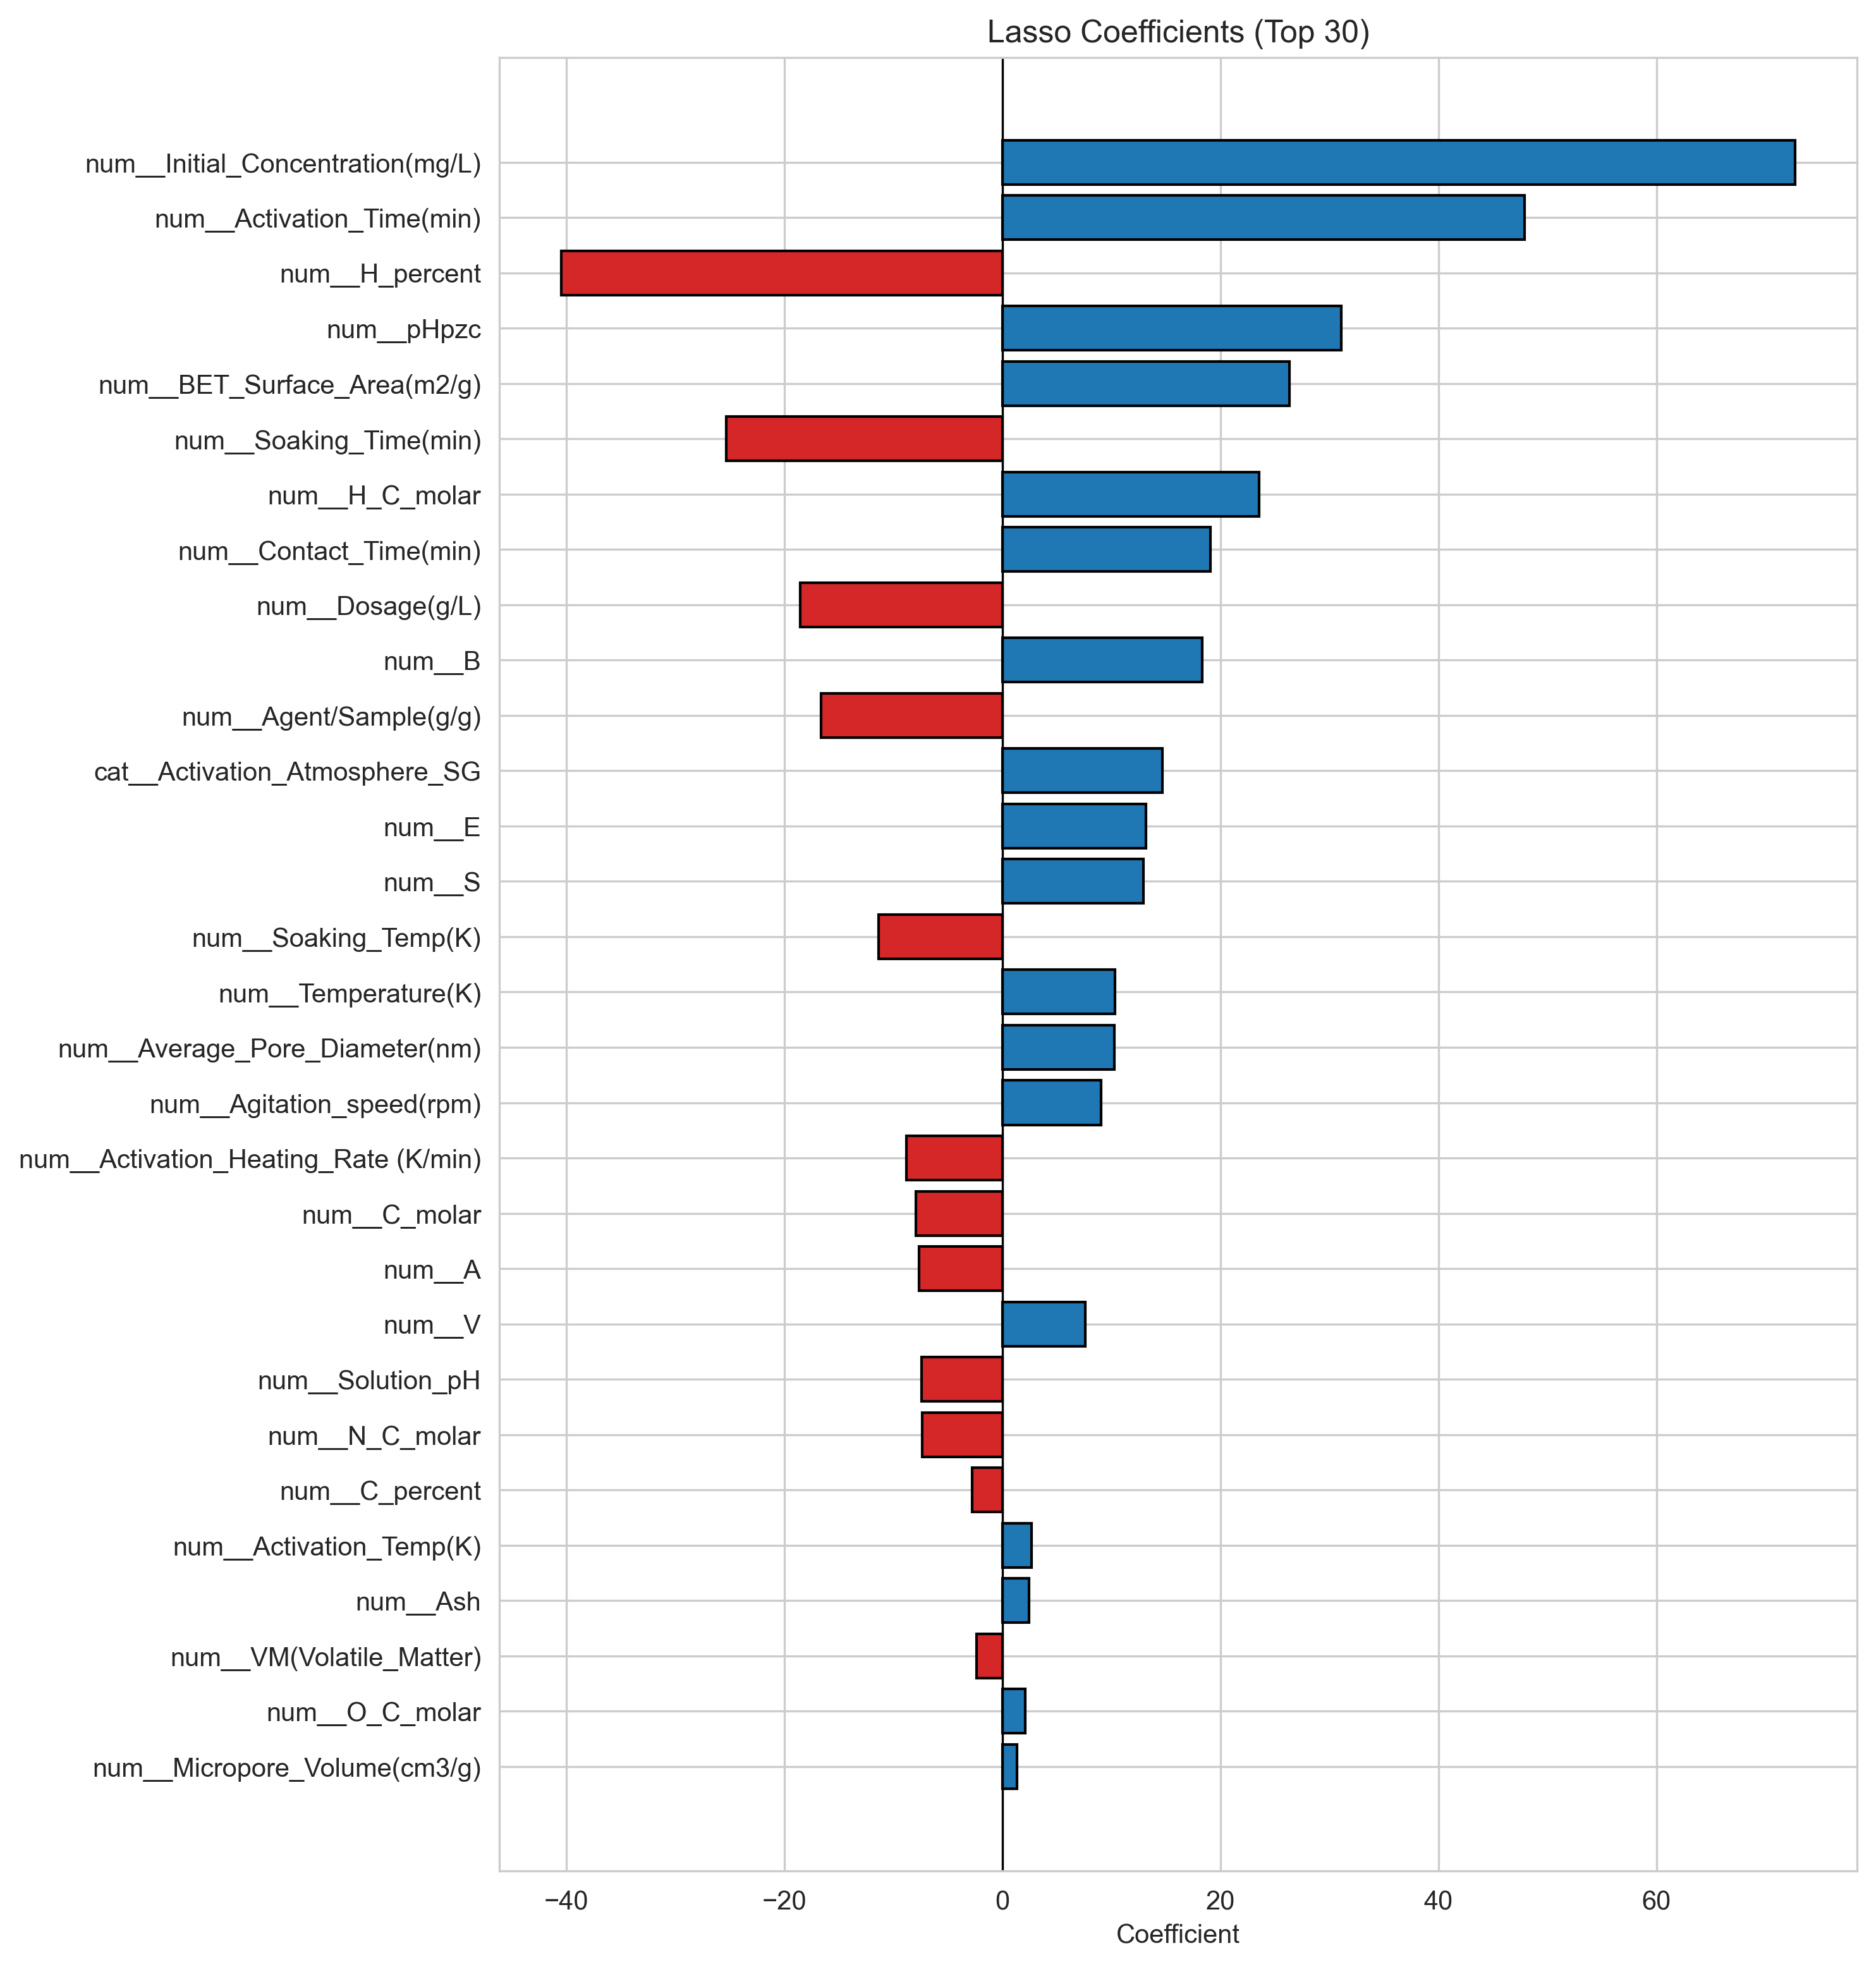 Lasso Coefficients (Top 30)
num__Initial_Concentration(mg/L)
num__Activation_Time(min)
num__H_percent
num__pHpzc
num__BET_Surface_Area(m2/g)
num__Soaking_Time(min)
num__H_C_molar
num__Contact_Time(min)
num__Dosage(g/L)
num__B
num__Agent/Sample(g/g)
cat__Activation_Atmosphere_SG
num__E
num__S
num__Soaking_Temp(K)
num__Temperature(K)
num__Average_Pore_Diameter(nm)
num__Agitation_speed(rpm)
num__Activation_Heating_Rate (K/min)
num__C_molar
num__A
num__V
num__Solution_pH
num__N_C_molar
num__C_percent
num__Activation_Temp(K)
num__Ash
num__VM(Volatile_Matter)
num__O_C_molar
num__Micropore_Volume(cm3/g)
−40 −20 0 20 40 60
Coefficient